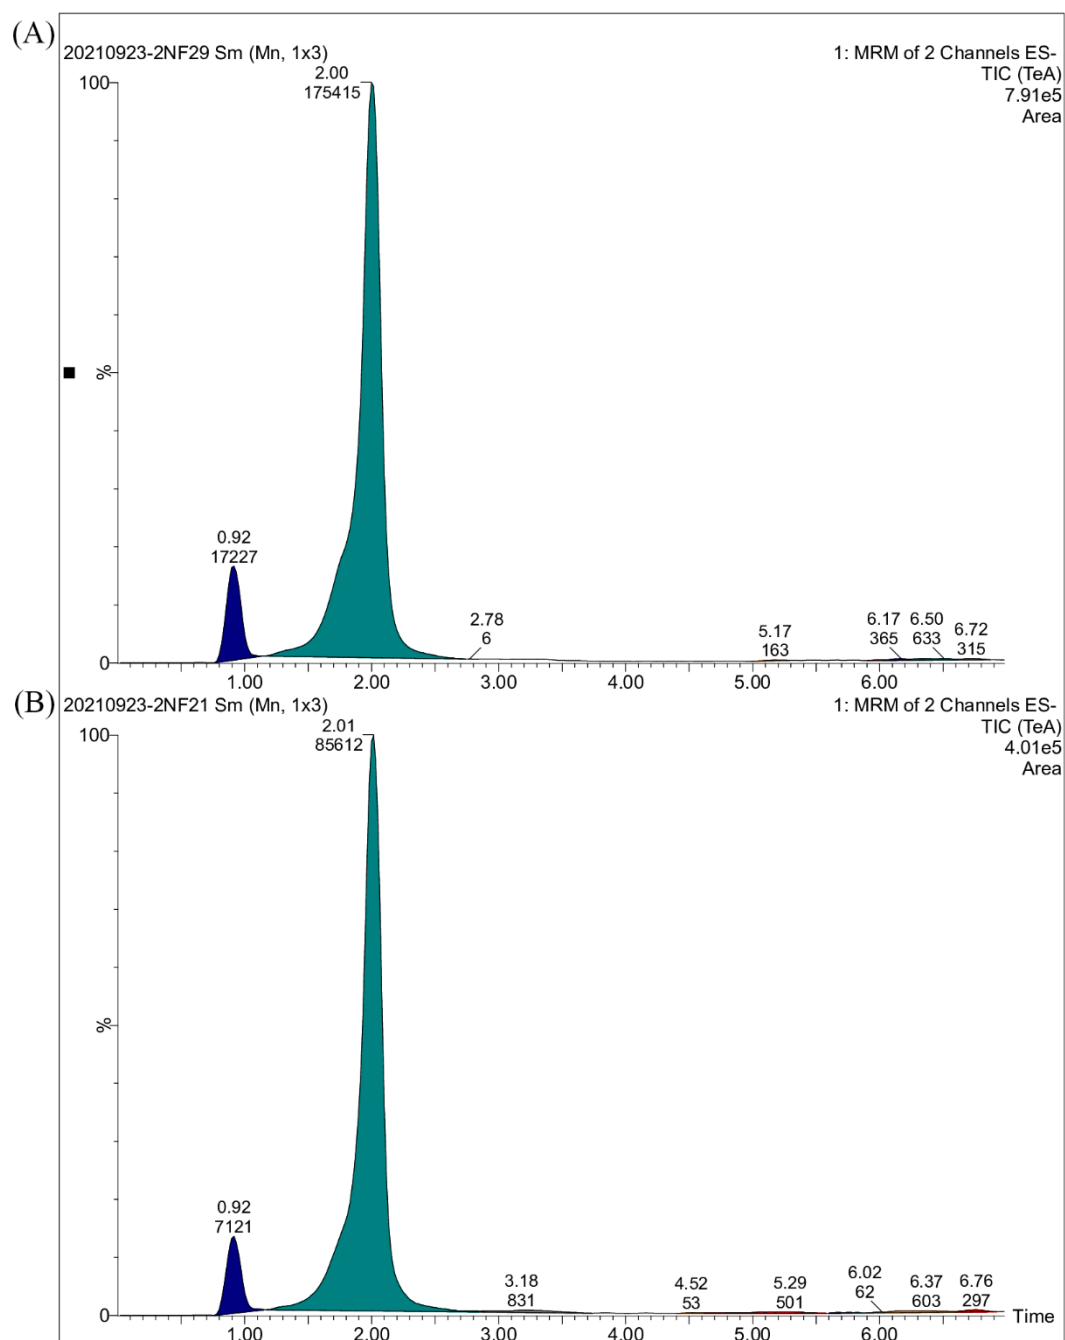 (A)
20210923-2NF29 Sm (Mn, 1x3)
1: MRM of 2 Channels ES-
TIC (TeA)
7.91e5
Area
2.00
175415
100
%
0.92
17227
2.78
6
5.17
163
6.17
365
6.50
633
6.72
315
0
1.00 2.00 3.00 4.00 5.00 6.00
(B)
20210923-2NF21 Sm (Mn, 1x3)
1: MRM of 2 Channels ES-
TIC (TeA)
4.01e5
Area
2.01
85612
100
%
0.92
7121
3.18
831
4.52
53
5.29
501
6.02
62
6.37
603
6.76
297
0
Time
1.00 2.00 3.00 4.00 5.00 6.00